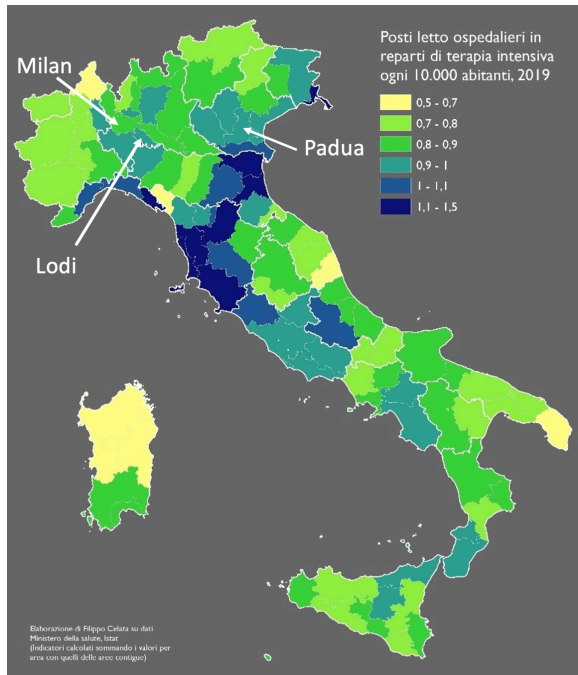 Milan
Padua
Lodi
Posti letto ospedalieri in
reparti di terapia intensiva
ogni 10.000 abitanti, 2019
0,5 - 0,7
0,7 - 0,8
0,8 - 0,9
0,9 - 1
1 - 1,1
1,1 - 1,5
Elaborazione di Filippo Celata su dati
Ministero della salute, Istat
(Indicatori calcolati sommando i valori per
area con quelli delle aree contigue)